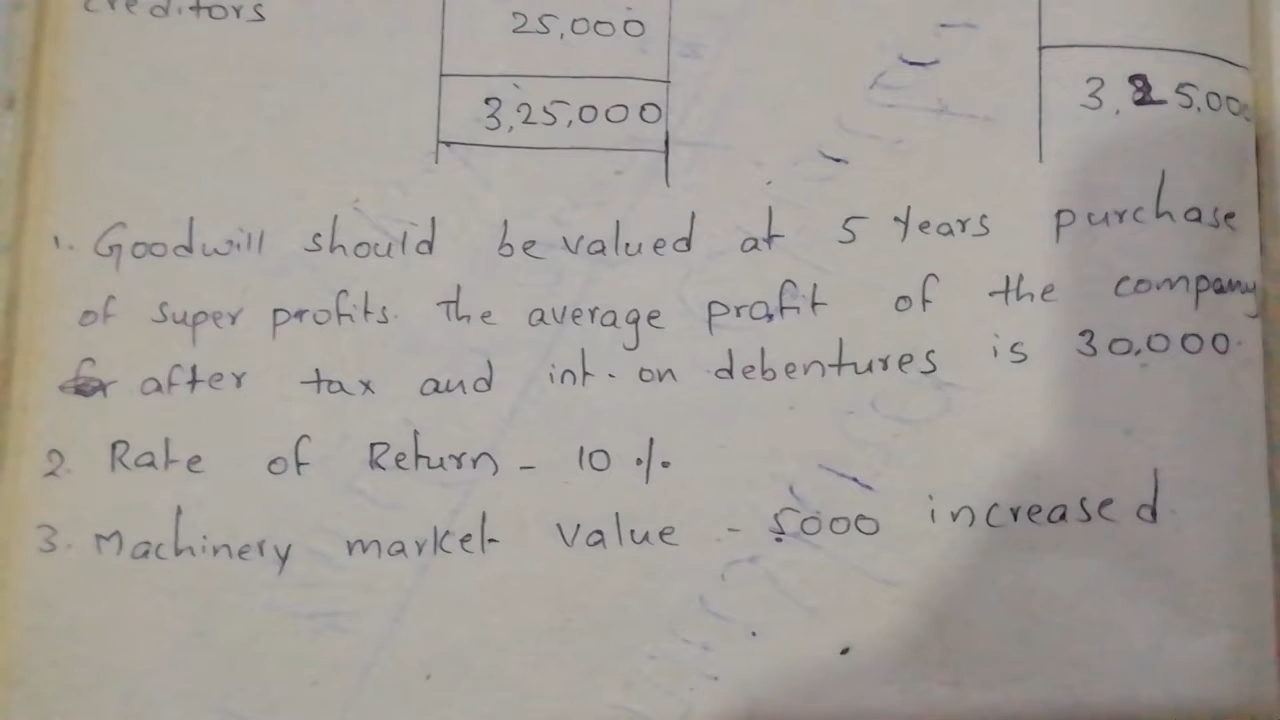 creditors
25,000
3,25,000
3,25,00
1. Goodwill should be valued at 5 Years purchase
of super profits. The average profit of the company
after tax and int. on debentures is 30,000.
2. Rate of Return - 10 %
3. Machinery market value - 5000 increased